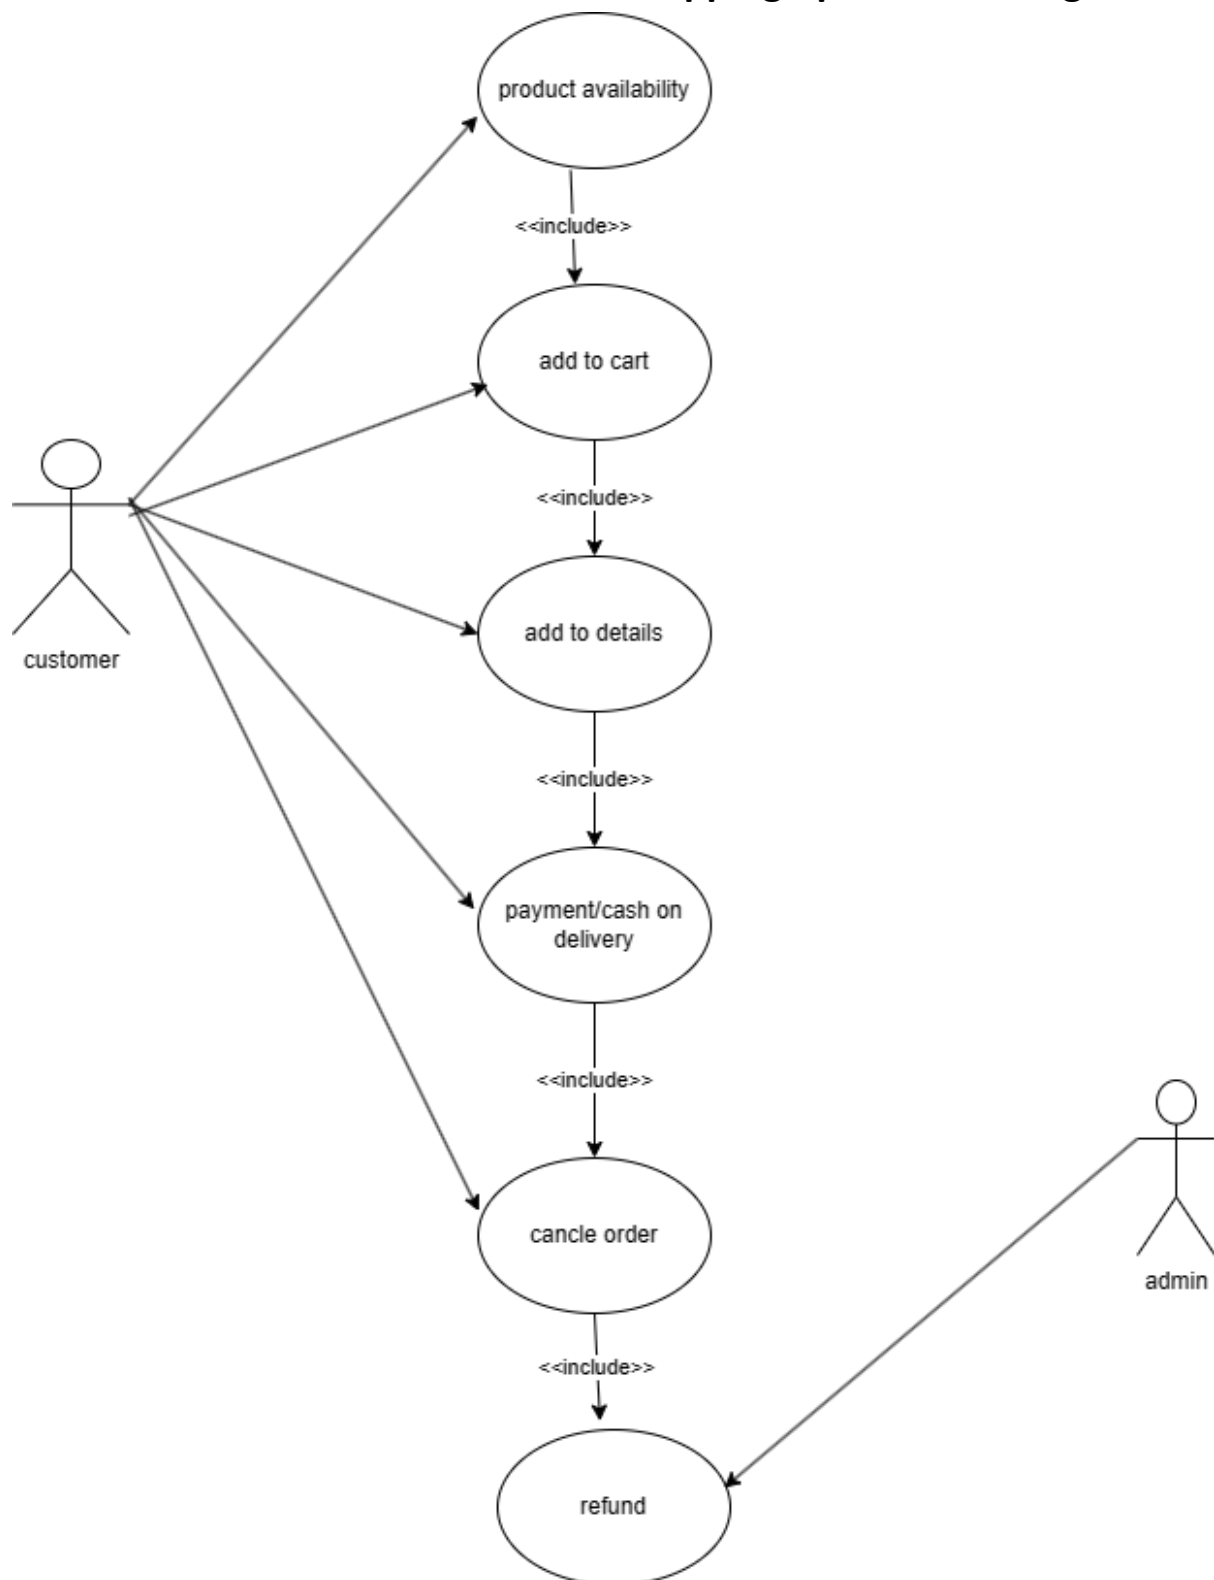 product availability
<<include>>
add to cart
<<include>>
add to details
customer
<<include>>
payment/cash on
delivery
<<include>>
cancle order
admin
<<include>>
refund